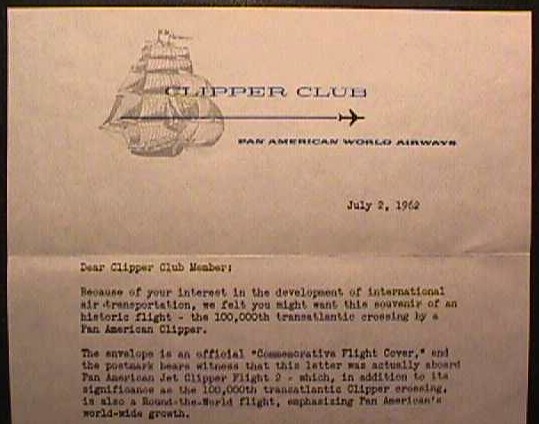 CLIPPER CLUB
PAN AMERICAN WORLD AIRWAYS
July 2, 1962
Dear Clipper Club Member:
Because of your interest in the development of international
air transportation, we felt you might want this souvenir of an
historic flight - the 100,000th transatlantic crossing by a
Pan American Clipper.
The envelope is an official "Commemorative Flight Cover," and
the postmark bears witness that this letter was actually aboard
Pan American Jet Clipper Flight 2 - which, in addition to its
significance as the 100,000th transatlantic Clipper crossing,
is also a Round-the-World flight, emphasizing Pan American's
world-wide growth.